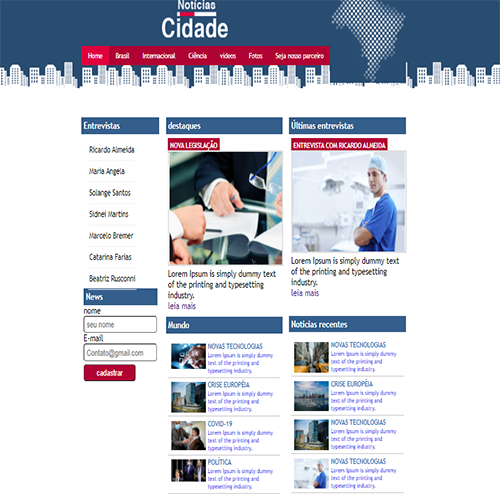 Notícias
Cidade
Home Brasil Internacional Ciência vídeos Fotos Seja nosso parceiro
Entrevistas
Ricardo Almeida
Maria Angela
Solange Santos
Sidnei Martins
Marcelo Bremer
Catarina Farias
Beatriz Rusconni
News
nome
seu nome
E-mail
Contato@gmail.com
cadastrar
destaques
NOVA LEGISLAÇÃO
Lorem Ipsum is simply dummy text
of the printing and typesetting
industry.
leia mais
Últimas entrevistas
ENTREVISTA COM RICARDO ALMEIDA
Lorem Ipsum is simply dummy text
of the printing and typesetting
industry.
leia mais
Mundo
NOVAS TECNOLOGIAS
Lorem Ipsum is simply dummy
text of the printing and
typesetting industry.
CRISE EUROPÉIA
Lorem Ipsum is simply dummy
text of the printing and
typesetting industry.
COVID-19
Lorem Ipsum is simply dummy
text of the printing and
typesetting industry.
POLÍTICA
Lorem Ipsum is simply dummy
text of the printing and
typesetting industry.
Noticias recentes
NOVAS TECNOLOGIAS
Lorem Ipsum is simply dummy
text of the printing and
typesetting industry.
CRISE EUROPÉIA
Lorem Ipsum is simply dummy
text of the printing and
typesetting industry.
NOVAS TECNOLOGIAS
Lorem Ipsum is simply dummy
text of the printing and
typesetting industry.
NOVAS TECNOLOGIAS
Lorem Ipsum is simply dummy
text of the printing and
typesetting industry.